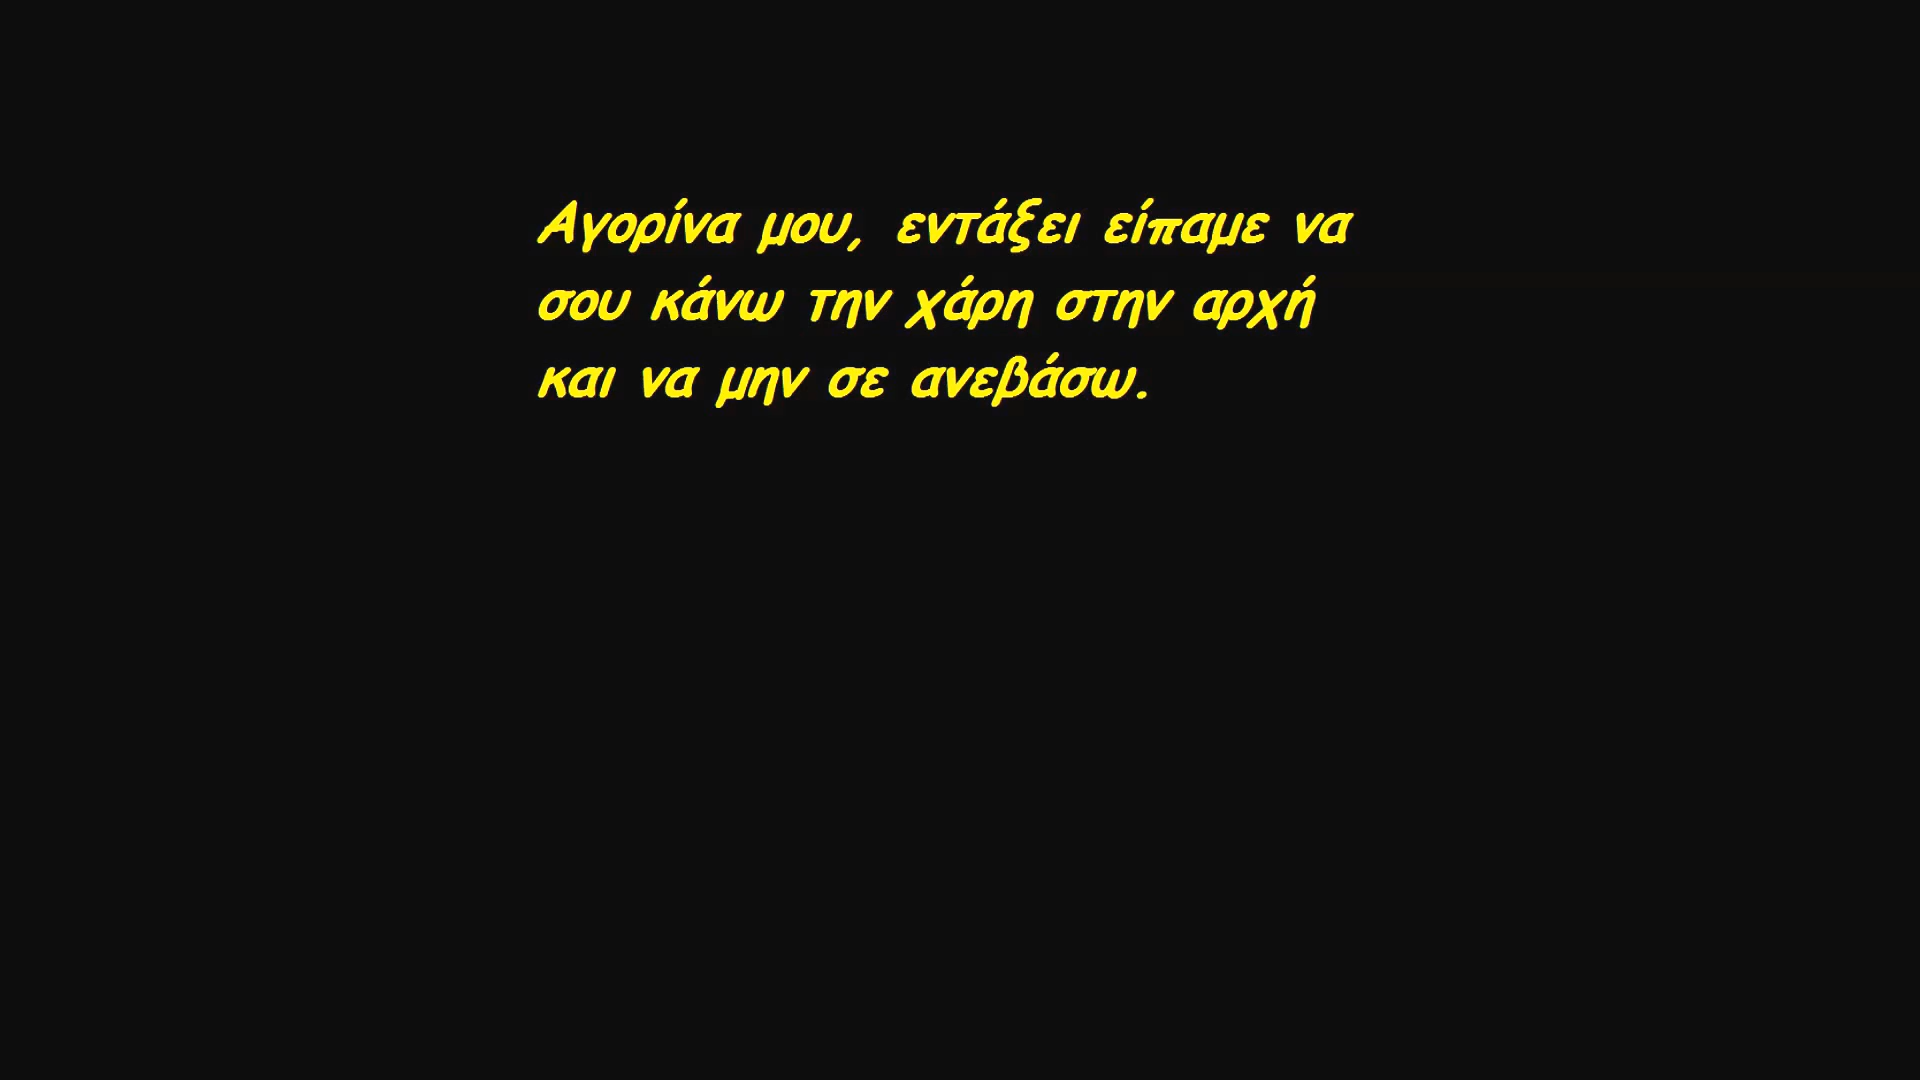 Αγορίνα μου, εντάξει είπαμε να
σου κάνω την χάρη στην αρχή
και να μην σε ανεβάσω.